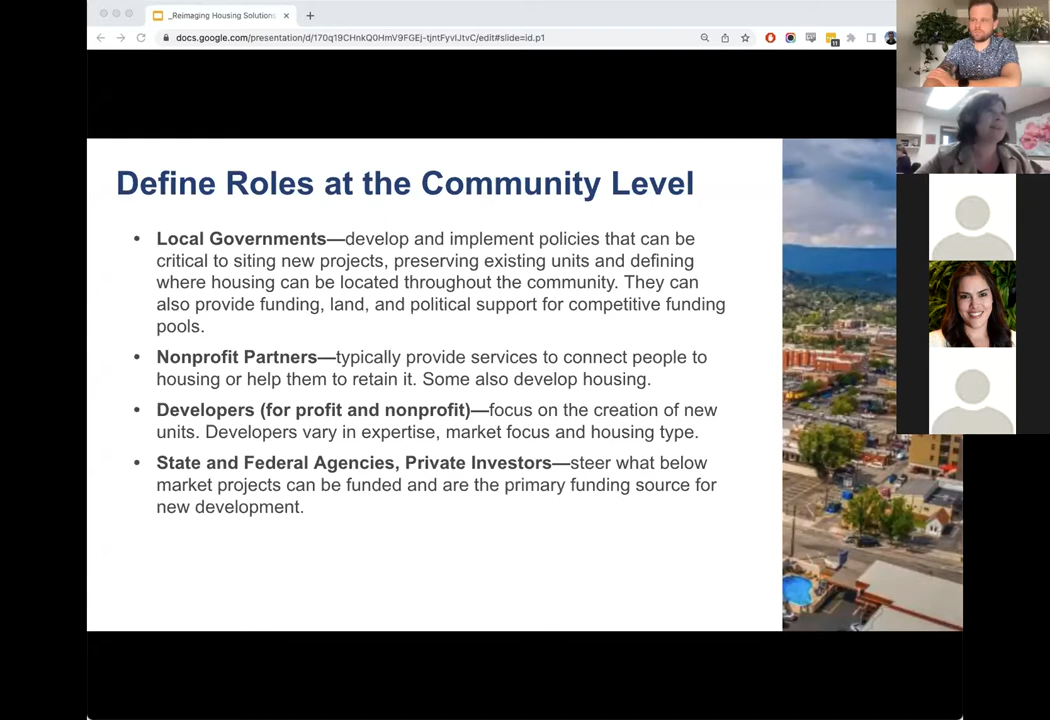 _Reimaging Housing Solutions
docs.google.com/presentation/d/170q19CHnkQ0HmV9FGEj-tjntFyvIJtvC/edit#slide=id.p1
11
Define Roles at the Community Level
• Local Governments—develop and implement policies that can be
critical to siting new projects, preserving existing units and defining
where housing can be located throughout the community. They can
also provide funding, land, and political support for competitive funding
pools.
• Nonprofit Partners—typically provide services to connect people to
housing or help them to retain it. Some also develop housing.
• Developers (for profit and nonprofit)—focus on the creation of new
units. Developers vary in expertise, market focus and housing type.
• State and Federal Agencies, Private Investors—steer what below
market projects can be funded and are the primary funding source for
new development.